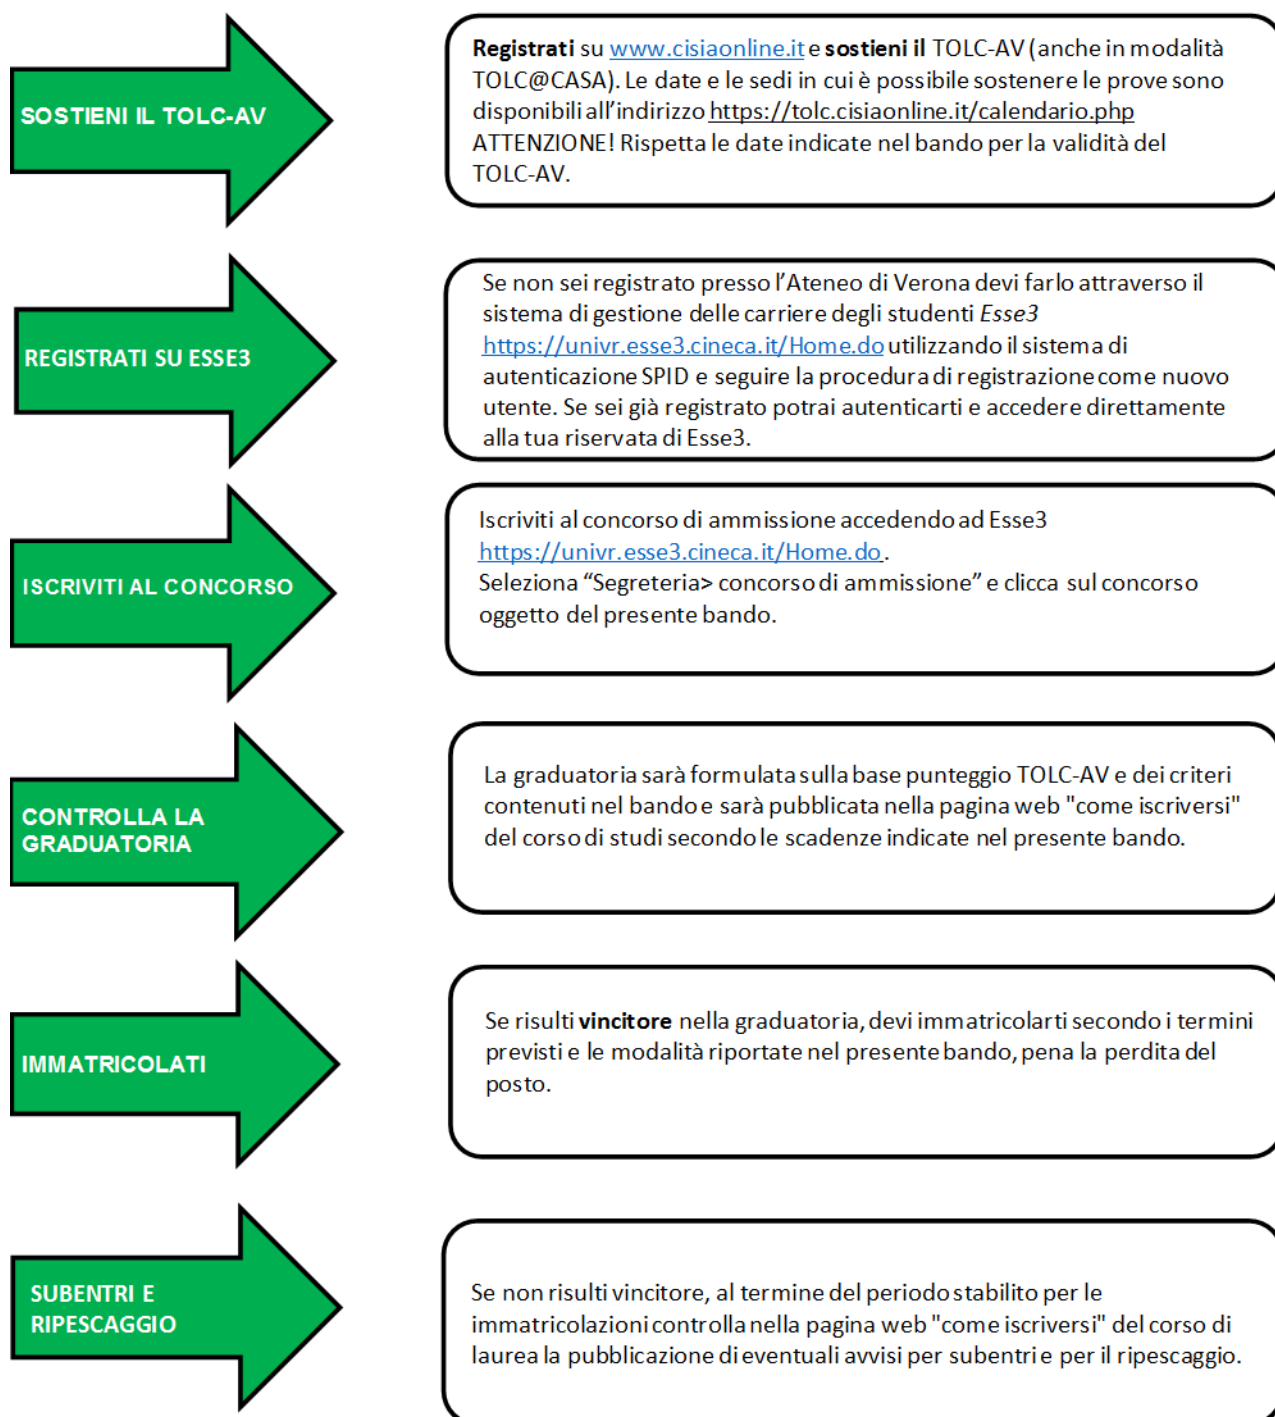 SOSTIENI IL TOLC-AV
Registrati su www.cisiaonline.it e sostieni il TOLC-AV (anche in modalità
TOLC@CASA). Le date e le sedi in cui è possibile sostenere le prove sono
disponibili all'indirizzo https://tolc.cisiaonline.it/calendario.php
ATTENZIONE! Rispetta le date indicate nel bando per la validità del
TOLC-AV.
REGISTRATI SU ESSE3
Se non sei registrato presso l'Ateneo di Verona devi farlo attraverso il
sistema di gestione delle carriere degli studenti Esse3
https://univr.esse3.cineca.it/Home.do utilizzando il sistema di
autenticazione SPID e seguire la procedura di registrazione come nuovo
utente. Se sei già registrato potrai autenticarti e accedere direttamente
alla tua riservata di Esse3.
ISCRIVITI AL CONCORSO
Iscriviti al concorso di ammissione accedendo ad Esse3
https://univr.esse3.cineca.it/Home.do .
Seleziona “Segreteria> concorso di ammissione” e clicca sul concorso
oggetto del presente bando.
CONTROLLA LA
GRADUATORIA
La graduatoria sarà formulata sulla base punteggio TOLC-AV e dei criteri
contenuti nel bando e sarà pubblicata nella pagina web "come iscriversi"
del corso di studi secondo le scadenze indicate nel presente bando.
IMMATRICOLATI
Se risulti vincitore nella graduatoria, devi immatricolarti secondo i termini
previsti e le modalità riportate nel presente bando, pena la perdita del
posto.
SUBENTRI E
RIPESCAGGIO
Se non risulti vincitore, al termine del periodo stabilito per le
immatricolazioni controlla nella pagina web "come iscriversi" del corso di
laurea la pubblicazione di eventuali avvisi per subentri e per il ripescaggio.